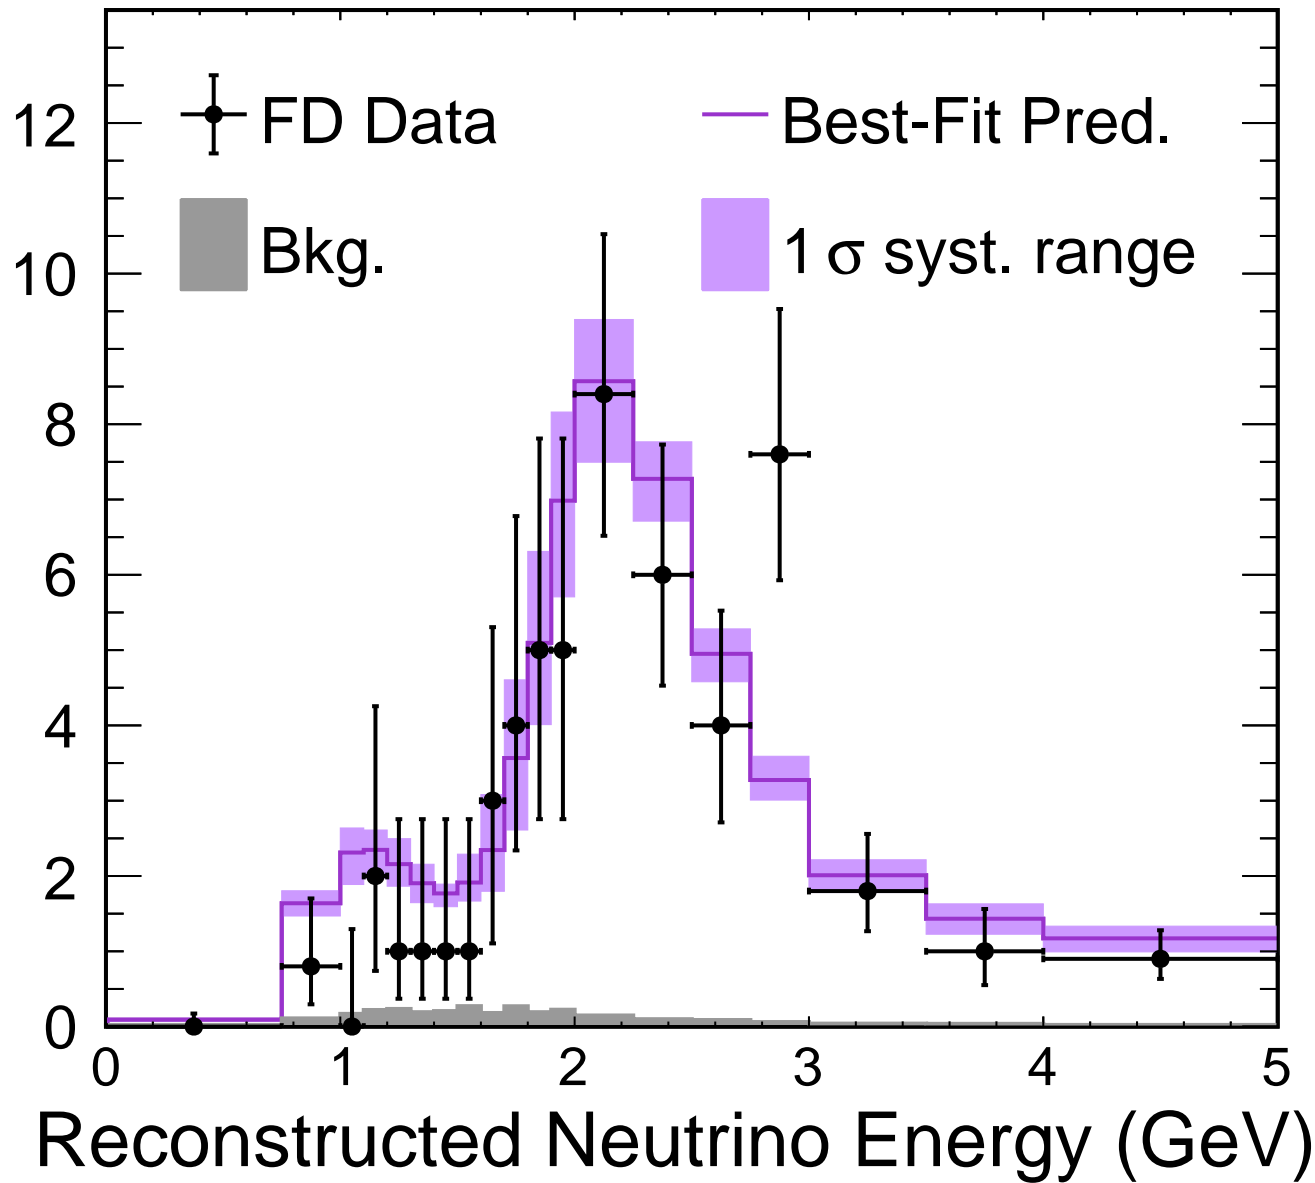 FD Data
Best-Fit Pred.
Bkg.
1 σ syst. range
12
10
8
6
4
2
0
0 1 2 3 4 5
Reconstructed Neutrino Energy (GeV)